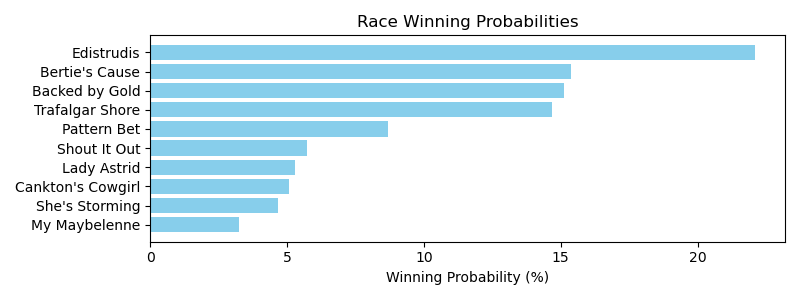 Race Winning Probabilities
Edistrudis
Bertie's Cause
Backed by Gold
Trafalgar Shore
Pattern Bet
Shout It Out
Lady Astrid
Cankton's Cowgirl
She's Storming
My Maybelenne
0 5 10 15 20
Winning Probability (%)